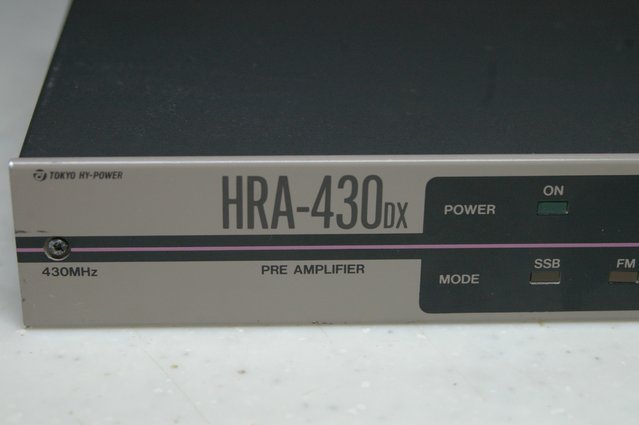 TOKYO HY-POWER
HRA-430DX
POWER
ON
430MHz
PRE AMPLIFIER
MODE
SSB
FM